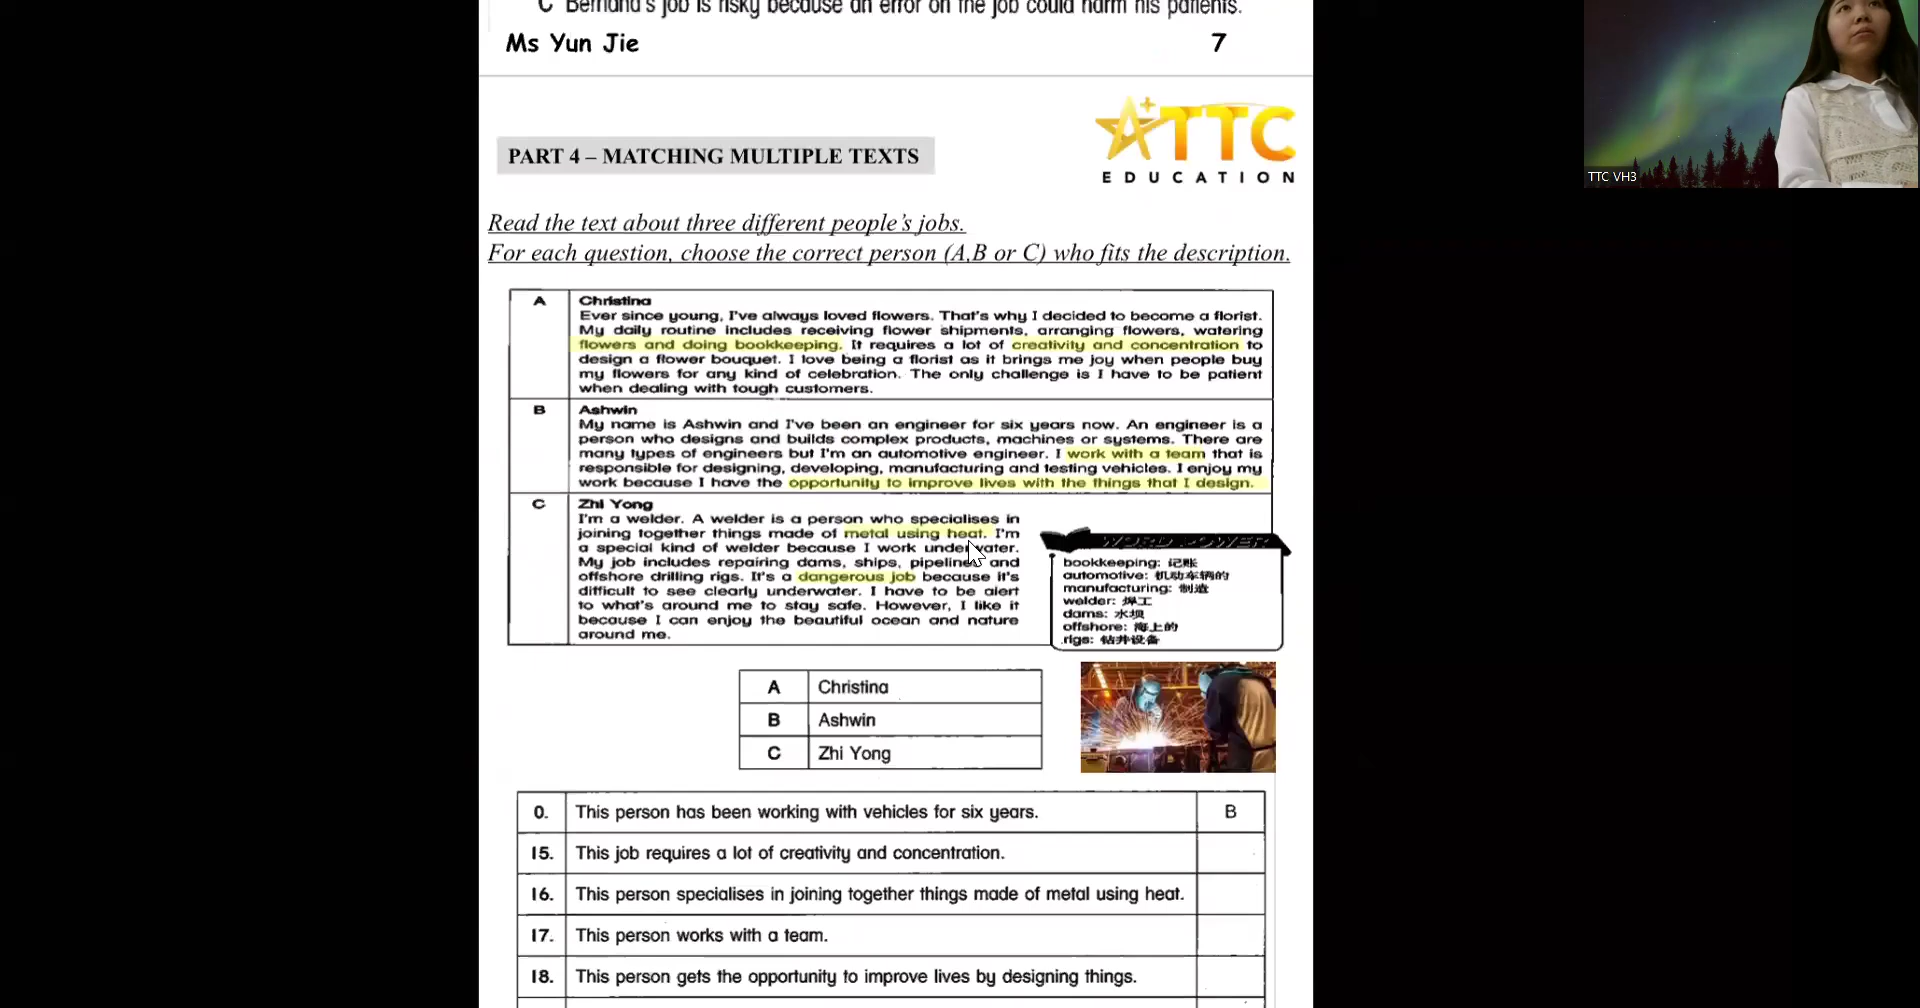 C Bernand's job is risky because an error on the job could harm his patients.
Ms Yun Jie 7
ATTC
EDUCATION
PART 4 – MATCHING MULTIPLE TEXTS
Read the text about three different people's jobs.
For each question, choose the correct person (A,B or C) who fits the description.
A Christina
Ever since young, I've always loved flowers. That's why I decided to become a florist.
My daily routine includes receiving flower shipments, arranging flowers, watering
flowers and doing bookkeeping. It requires a lot of creativity and concentration to
design a flower bouquet. I love being a florist as it brings me joy when people buy
my flowers for any kind of celebration. The only challenge is I have to be patient
when dealing with tough customers.
B Ashwin
My name is Ashwin and I've been an engineer for six years now. An engineer is a
person who designs and builds complex products, machines or systems. There are
many types of engineers but I'm an automotive engineer. I work with a team that is
responsible for designing, developing, manufacturing and testing vehicles. I enjoy my
work because I have the opportunity to improve lives with the things that I design.
C Zhi Yong
I'm a welder. A welder is a person who specialises in
joining together things made of metal using heat. I'm
a special kind of welder because I work underwater.
My job includes repairing dams, ships, pipelines and
offshore drilling rigs. It's a dangerous job because it's
difficult to see clearly underwater. I have to be alert
to what's around me to stay safe. However, I like it
because I can enjoy the beautiful ocean and nature
around me.
WORD POWER
bookkeeping: 记账
automotive: 机动车辆的
manufacturing: 制造
welder: 焊工
dams: 水坝
offshore: 海上的
rigs: 钻井设备
A Christina
B Ashwin
C Zhi Yong
0. This person has been working with vehicles for six years. B
15. This job requires a lot of creativity and concentration.
16. This person specialises in joining together things made of metal using heat.
17. This person works with a team.
18. This person gets the opportunity to improve lives by designing things.
TTC VH3